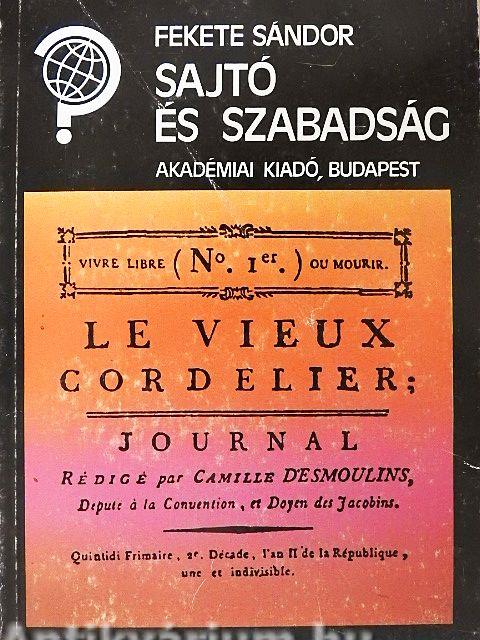 FEKETE SÁNDOR
SAJTÓ
ÉS SZABADSÁG
AKADÉMIAI KIADÓ, BUDAPEST
VIVRE LIBRE (No. 1er.) OU MOURIR.
LE VIEUX
CORDELIER;
JOURNAL
RÉDIGÉ par CAMILLE DESMOULINS,
Député à la Convention, et Doyen des Jacobins.
Quintidi Frimaire, 2e. Décade, l'an II de la République,
une et indivisible.
Antikvárium.hu